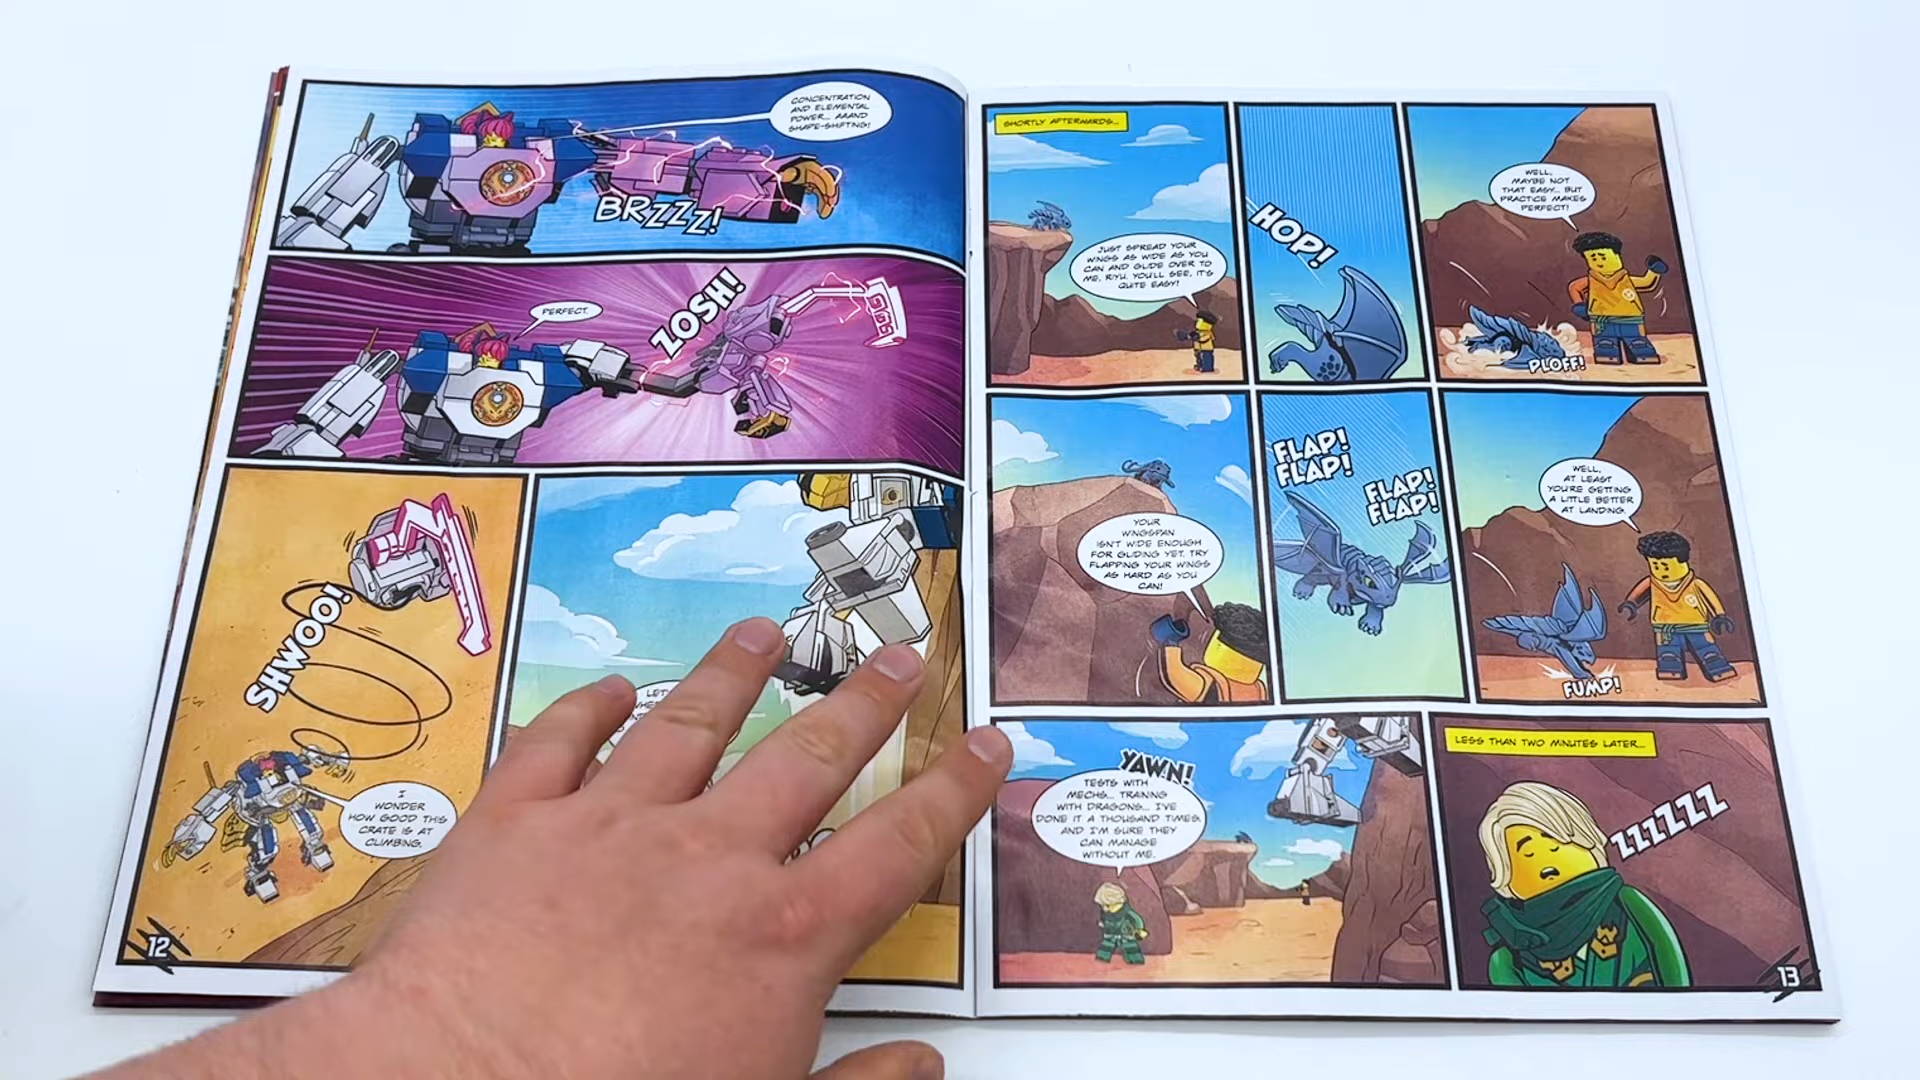 CONCENTRATION
AND ELEMENTAL
POWER... AAAND
SHAPE-SHIFTING!
BRZZZ!
PERFECT.
ZOSH!
SHWOO!
I
WONDER
HOW GOOD THIS
CRATE IS AT
CLIMBING.
12
SHORTLY AFTERWARDS...
JUST SPREAD YOUR
WINGS AS WIDE AS YOU
CAN AND GLIDE OVER TO
ME, RIYU. YOU'LL SEE, IT'S
QUITE EASY!
HOP!
WELL,
MAYBE NOT
THAT EASY... BUT
PRACTICE MAKES
PERFECT!
PLOFF!
YOUR
WINGSPAN
ISN'T WIDE ENOUGH
FOR GLIDING YET. TRY
FLAPPING YOUR WINGS
AS HARD AS YOU
CAN!
FLAP!
FLAP!
FLAP!
FLAP!
WELL,
AT LEAST
YOU'RE GETTING
A LITTLE BETTER
AT LANDING.
FUMP!
YAWN!
TESTS WITH
MECHS... TRAINING
WITH DRAGONS... I'VE
DONE IT A THOUSAND TIMES
AND I'M SURE THEY
CAN MANAGE
WITHOUT ME.
LESS THAN TWO MINUTES LATER...
ZZZZZZ
13